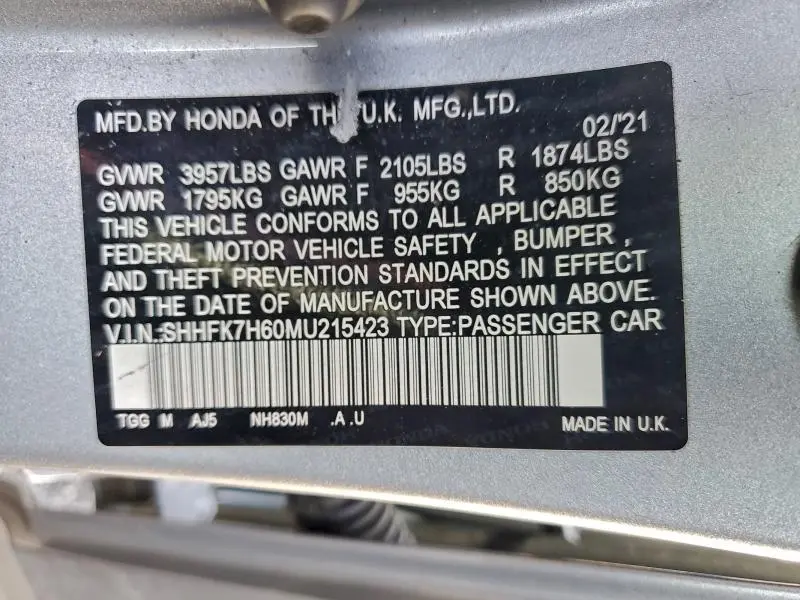 MFD.BY HONDA OF THE U.K. MFG.,LTD.
02/'21
GVWR 3957LBS GAWR F 2105LBS R 1874LBS
GVWR 1795KG GAWR F 955KG R 850KG
THIS VEHICLE CONFORMS TO ALL APPLICABLE
FEDERAL MOTOR VEHICLE SAFETY , BUMPER ,
AND THEFT PREVENTION STANDARDS IN EFFECT
ON THE DATE OF MANUFACTURE SHOWN ABOVE.
V.I.N.:SHHFK7H60MU215423 TYPE:PASSENGER CAR
TGG M AJ5 NH830M .A .U MADE IN U.K.
HONDA